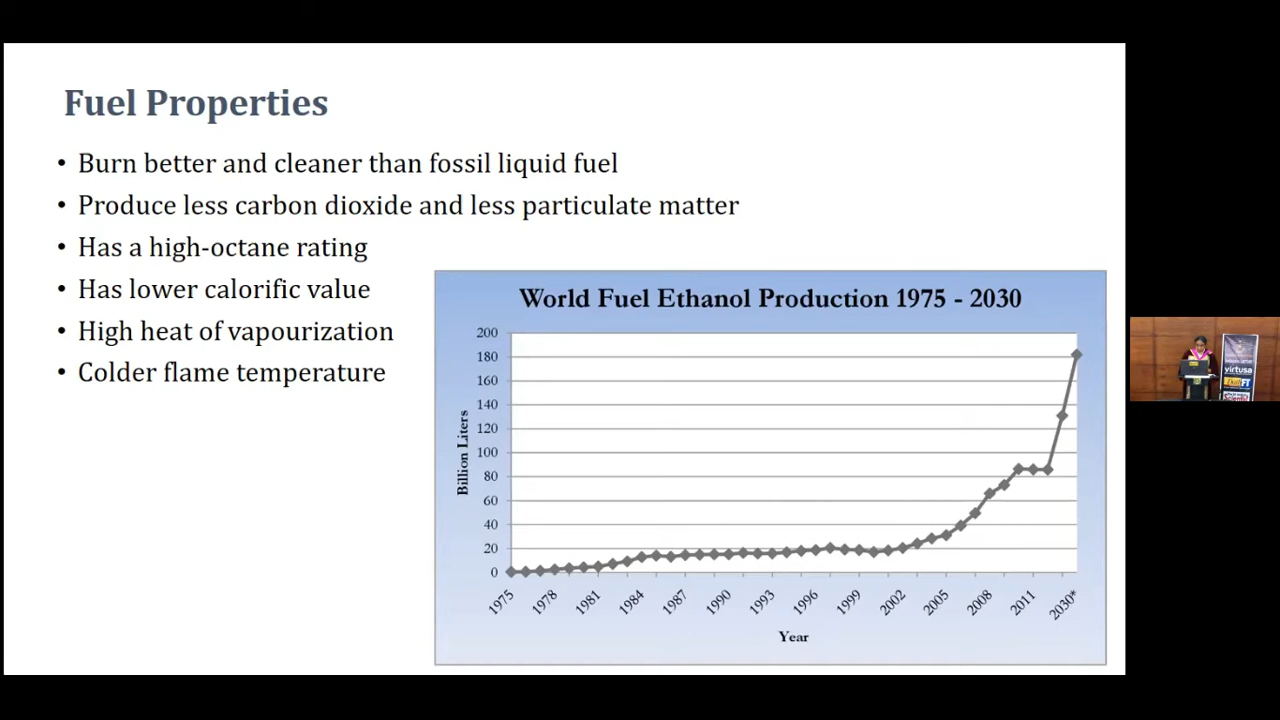 Fuel Properties
• Burn better and cleaner than fossil liquid fuel
• Produce less carbon dioxide and less particulate matter
• Has a high-octane rating
• Has lower calorific value
• High heat of vapourization
• Colder flame temperature
World Fuel Ethanol Production 1975 - 2030
Billion Liters
200
180
160
140
120
100
80
60
40
20
0
1975 1978 1981 1984 1987 1990 1993 1996 1999 2002 2005 2008 2011 2030*
Year
virtusa
FT